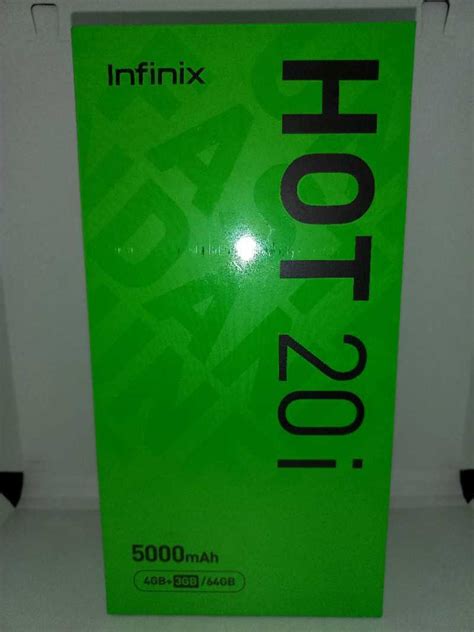 Infinix
HOT 20i
5000mAh
4GB+3GB/64GB